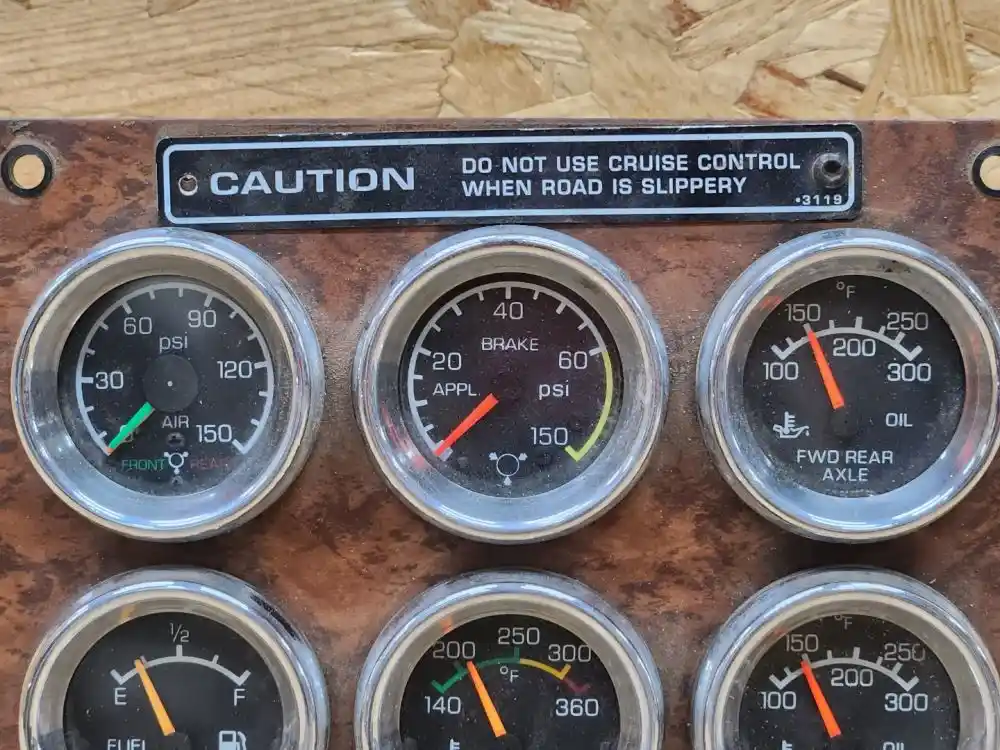 CAUTION
DO NOT USE CRUISE CONTROL
WHEN ROAD IS SLIPPERY
•3119
60 90
psi
30 120
AIR
0 150
FRONT REAR
40
BRAKE
20 60
APPL psi
150
°F
150 250
200
100 300
OIL
FWD REAR
AXLE
1/2
E F
FUEL
250
200 300
°F
140 360
°F
150 250
200
100 300
OIL